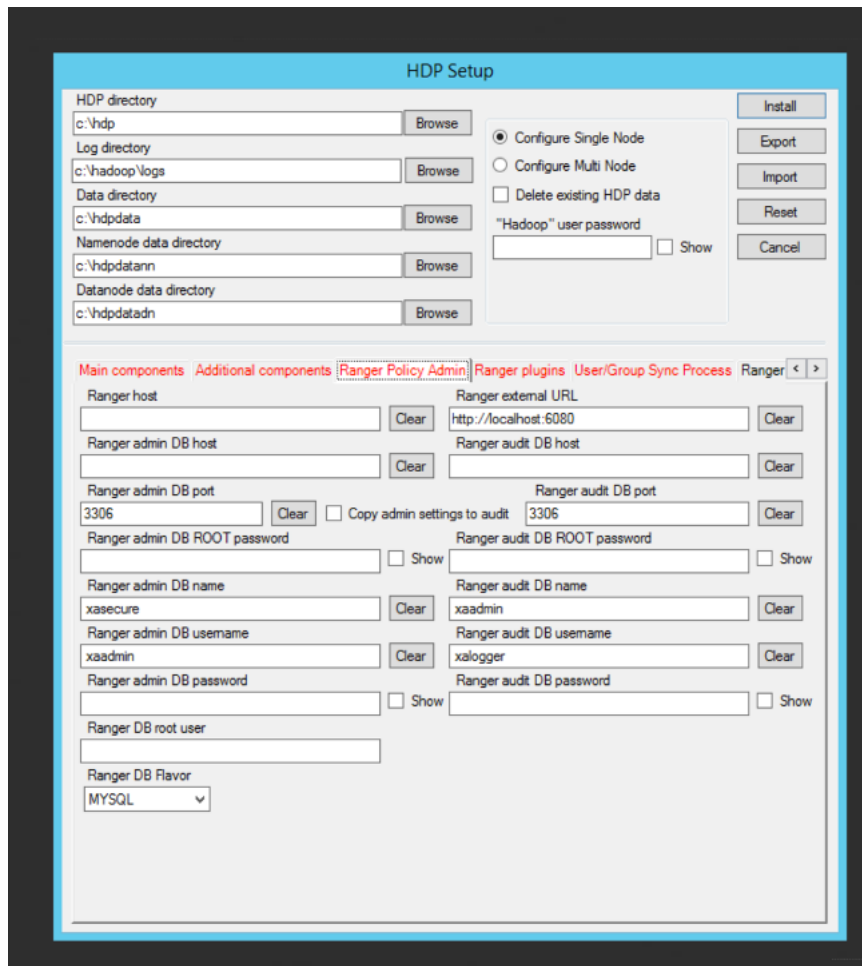 HDP Setup
HDP directory
c:\hdp
Browse
Log directory
c:\hadoop\logs
Browse
Data directory
c:\hdpdata
Browse
Namenode data directory
c:\hdpdatann
Browse
Datanode data directory
c:\hdpdatadn
Browse
Configure Single Node
Configure Multi Node
Delete existing HDP data
"Hadoop" user password
Show
Install
Export
Import
Reset
Cancel
Main components Additional components Ranger Policy Admin Ranger plugins User/Group Sync Process Ranger < >
Ranger host Ranger external URL
Clear http://localhost:6080 Clear
Ranger admin DB host Ranger audit DB host
Clear Clear
Ranger admin DB port Ranger audit DB port
3306 Clear Copy admin settings to audit 3306 Clear
Ranger admin DB ROOT password Ranger audit DB ROOT password
Show Show
Ranger admin DB name Ranger audit DB name
xasecure Clear xaadmin Clear
Ranger admin DB username Ranger audit DB username
xaadmin Clear xalogger Clear
Ranger admin DB password Ranger audit DB password
Show Show
Ranger DB root user
Ranger DB Flavor
MYSQL